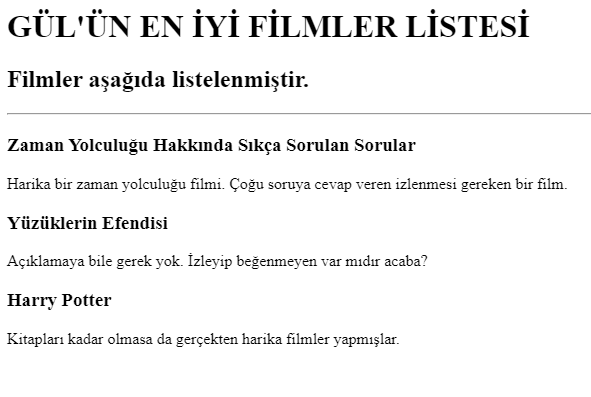 GÜL'ÜN EN İYİ FİLMLER LİSTESİ
Filmler aşağıda listelenmiştir.
Zaman Yolculuğu Hakkında Sıkça Sorulan Sorular
Harika bir zaman yolculuğu filmi. Çoğu soruya cevap veren izlenmesi gereken bir film.
Yüzüklerin Efendisi
Açıklamaya bile gerek yok. İzleyip beğenmeyen var mıdır acaba?
Harry Potter
Kitapları kadar olmasa da gerçekten harika filmler yapmışlar.